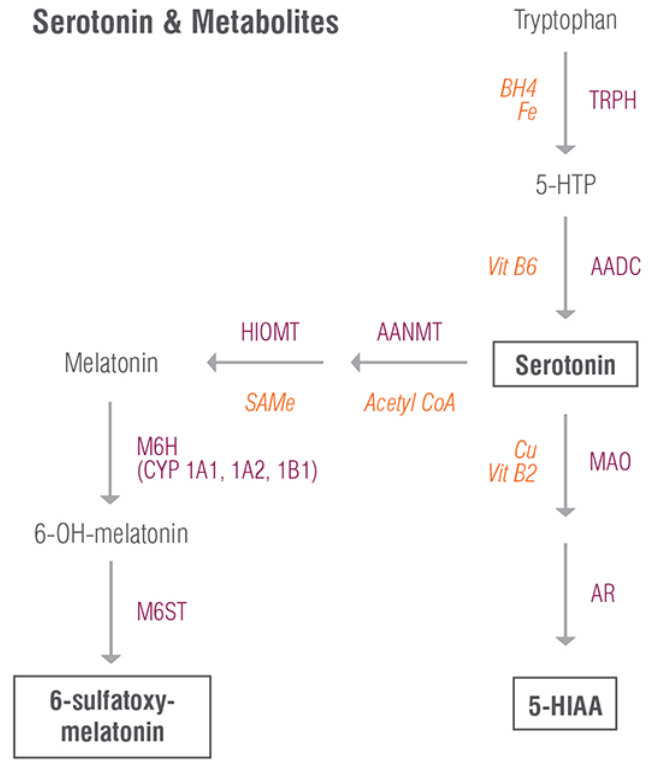 Serotonin & Metabolites
Tryptophan
BH4
Fe
TRPH
5-HTP
Vit B6
AADC
HIOMT
AANMT
Melatonin
Serotonin
SAMe
Acetyl CoA
M6H
(CYP 1A1, 1A2, 1B1)
Cu
Vit B2
MAO
6-OH-melatonin
M6ST
AR
6-sulfatoxy-
melatonin
5-HIAA